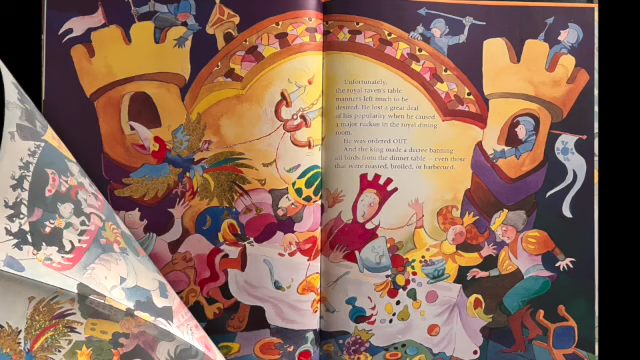 Unfortunately,
the royal raven's table
manners left much to be
desired. He lost a great deal
of his popularity when he caused
a major ruckus in the royal dining
room.
He was ordered OUT.
And the king made a decree banning
all birds from the dinner table — even those
that were roasted, broiled, or barbecued.